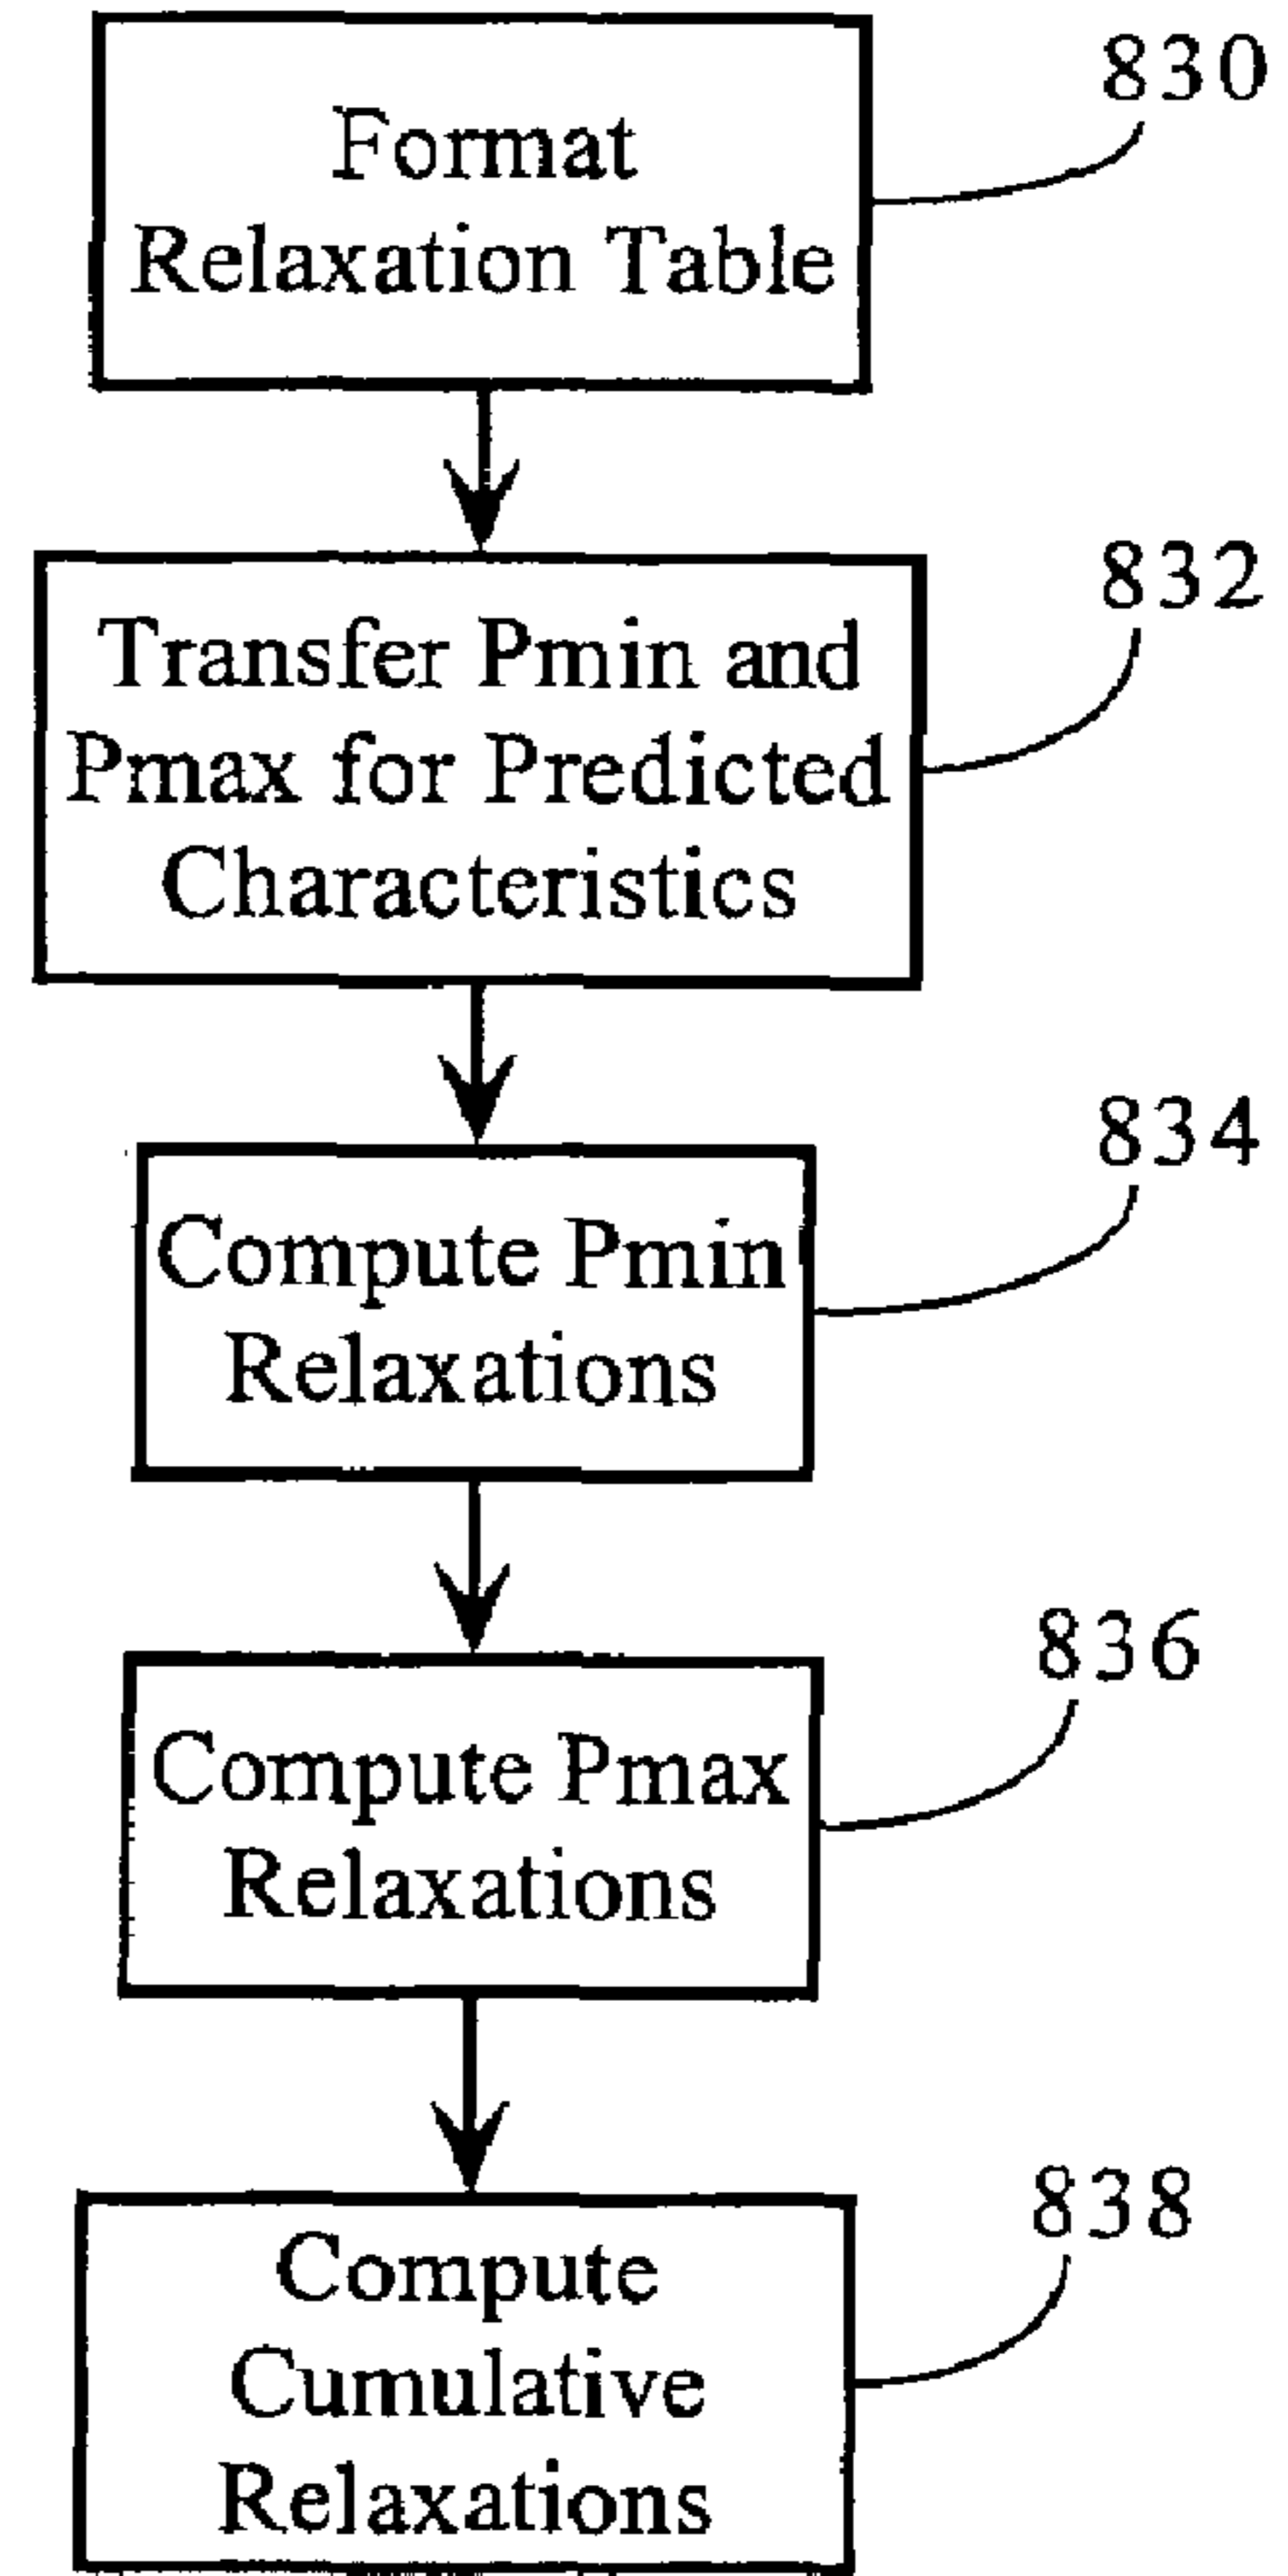 Format
Relaxation Table
830
Transfer Pmin and
Pmax for Predicted
Characteristics
832
Compute Pmin
Relaxations
834
Compute Pmax
Relaxations
836
Compute
Cumulative
Relaxations
838